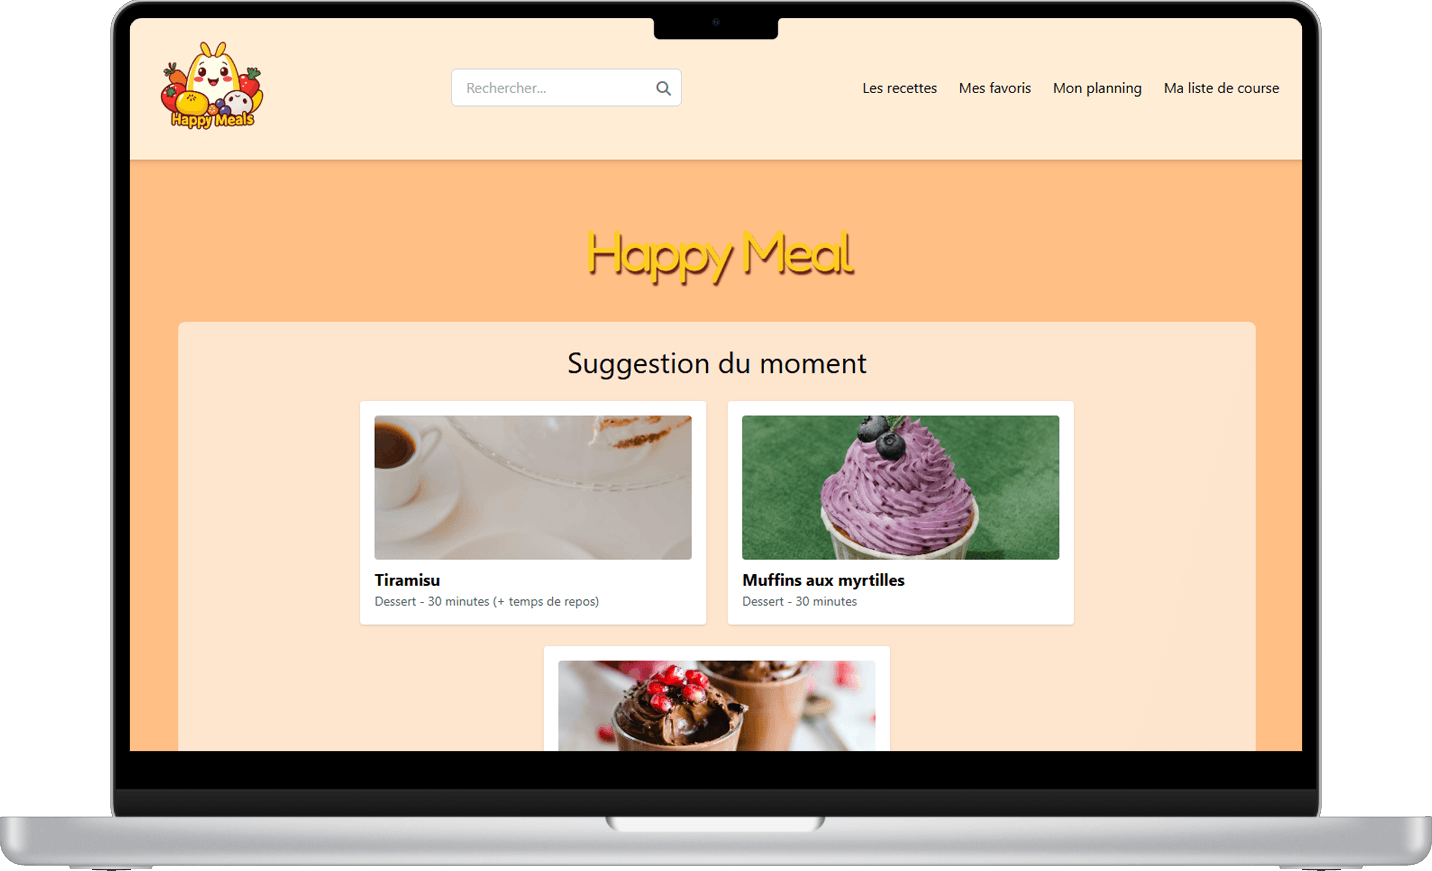 Happy Meals
Rechercher...
Les recettes
Mes favoris
Mon planning
Ma liste de course
Happy Meal
Suggestion du moment
Tiramisu
Dessert - 30 minutes (+ temps de repos)
Muffins aux myrtilles
Dessert - 30 minutes